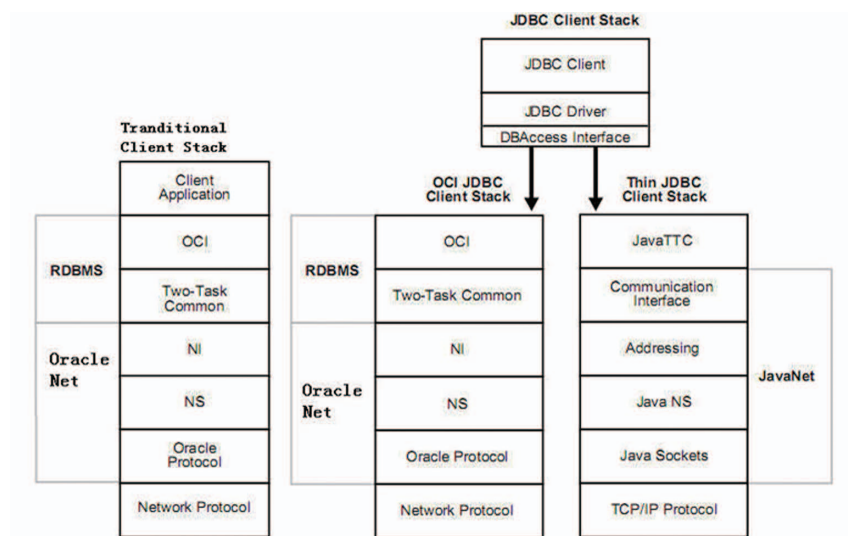 JDBC Client Stack
JDBC Client
JDBC Driver
DBAccess Interface
Tranditional
Client Stack
Client
Application
RDBMS
OCI
Two-Task
Common
Oracle
Net
NI
NS
Oracle
Protocol
Network Protocol
OCI JDBC
Client Stack
RDBMS
OCI
Two-Task Common
Oracle
Net
NI
NS
Oracle Protocol
Network Protocol
Thin JDBC
Client Stack
JavaTTC
Communication
Interface
Addressing
Java NS
Java Sockets
JavaNet
TCP/IP Protocol